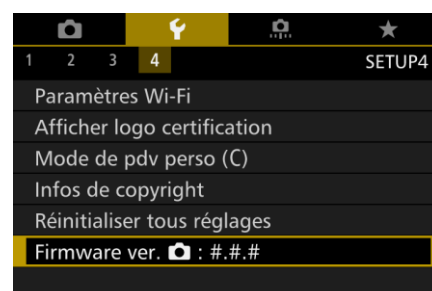 1 2 3 4 SETUP4
Paramètres Wi-Fi
Afficher logo certification
Mode de pdv perso (C)
Infos de copyright
Réinitialiser tous réglages
Firmware ver. : #.#.#